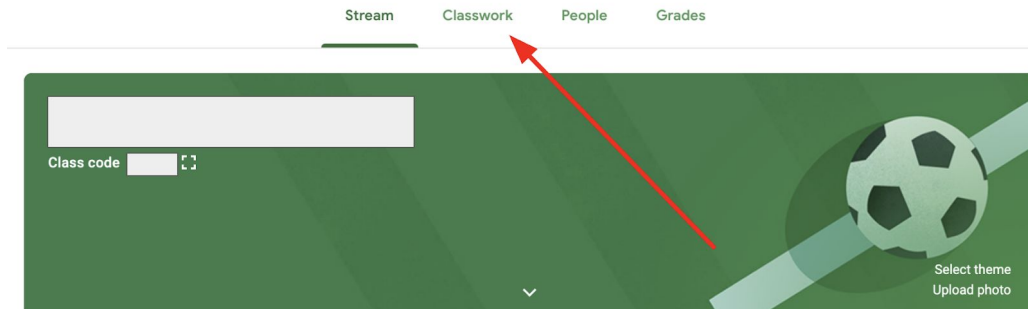 Stream Classwork People Grades
Class code
Select theme
Upload photo